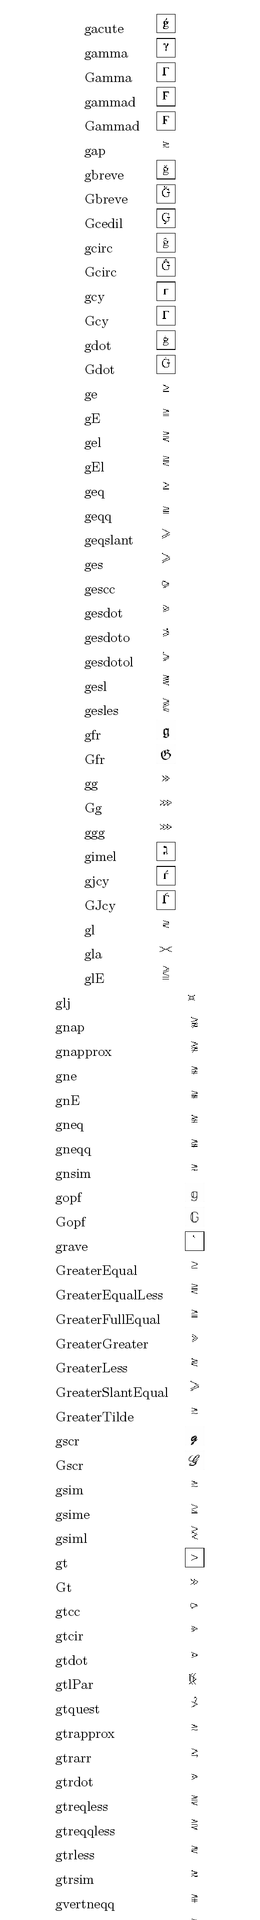 gacute ǵ
gamma γ
Gamma Γ
gammad Ϝ
Gammad Ϝ
gap ⪆
gbreve ğ
Gbreve Ğ
Gcedil Ģ
gcirc ĝ
Gcirc Ĝ
gcy г
Gcy Г
gdot ġ
Gdot Ġ
ge ≥
gE ≧
gel ⋛
gEl ⪌
geq ≥
geqq ≧
geqslant ⩾
ges ⩾
gescc ⪩
gesdot ⪀
gesdoto ⪂
gesdotol ⪄
gesl ⋛
gesles ⪔
gfr 𝔤
Gfr 𝔊
gg ≫
Gg ⋙
ggg ⋙
gimel ℷ
gjcy ѓ
GJcy Ѓ
gl ≷
gla ⪥
glE ⪒
glj ⪤
gnap ⪊
gnapprox ⪊
gne ⪈
gnE ≩
gneq ⪈
gneqq ≩
gnsim ⋧
gopf 𝕘
Gopf 𝔾
grave `
GreaterEqual ≥
GreaterEqualLess ⋛
GreaterFullEqual ≧
GreaterGreater ⪢
GreaterLess ≷
GreaterSlantEqual ⩾
GreaterTilde ≳
gscr ℊ
Gscr 𝒢
gsim ≳
gsime ⪎
gsiml ⪐
gt >
Gt ≫
gtcc ⪧
gtcir ⩺
gtdot ⋗
gtlPar ⦕
gtquest ⩼
gtrapprox ⪆
gtrarr ⥸
gtrdot ⋗
gtreqless ⋛
gtreqqless ⪌
gtrless ≷
gtrsim ≳
gvertneqq ≩